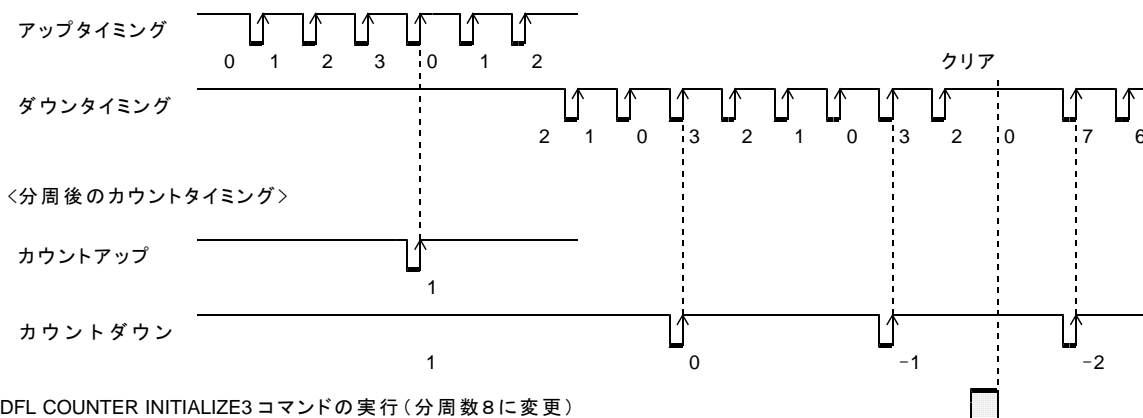 アップタイミング
0 1 2 3 0 1 2
クリア
ダウンタイミング
2 1 0 3 2 1 0 3 2 0 7 6
<分周後のカウントタイミング>
カウントアップ
1
カウントダウン
1 0 -1 -2
DFL COUNTER INITIALIZE3 コマンドの実行(分周数8に変更)